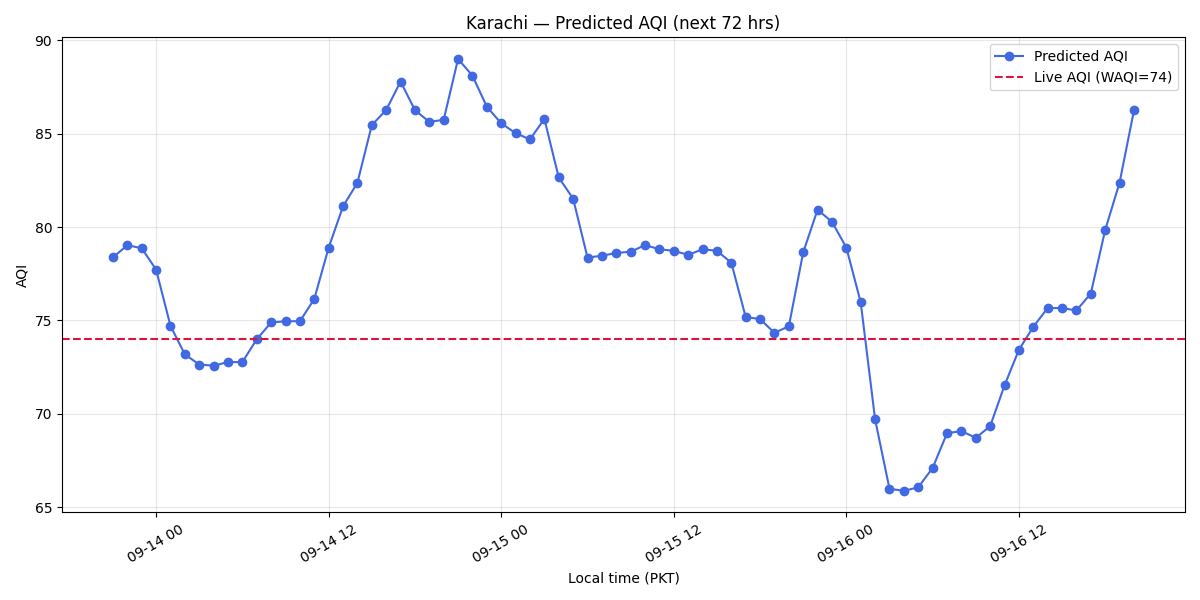 Karachi — Predicted AQI (next 72 hrs)
Predicted AQI
Live AQI (WAQI=74)
AQI
90
85
80
75
70
65
09-14 00
09-14 12
09-15 00
09-15 12
09-16 00
09-16 12
Local time (PKT)